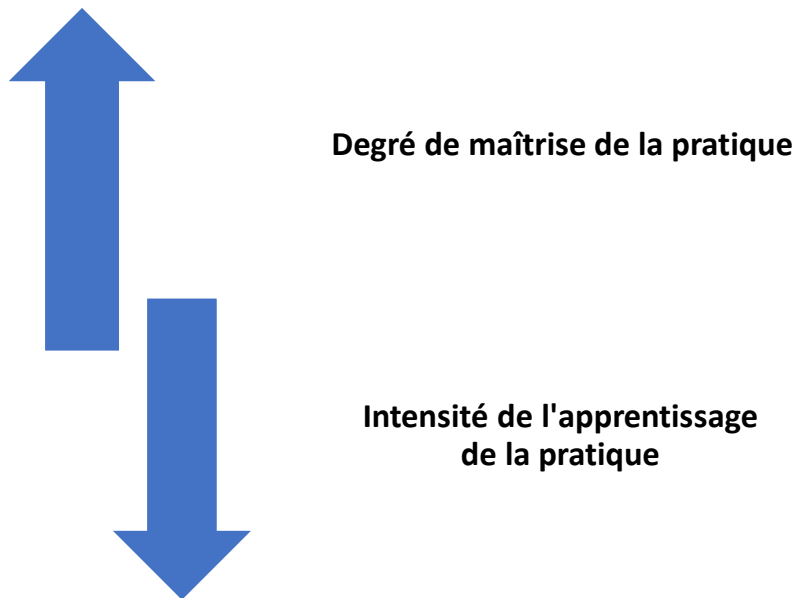 Degré de maîtrise de la pratique
Intensité de l'apprentissage
de la pratique